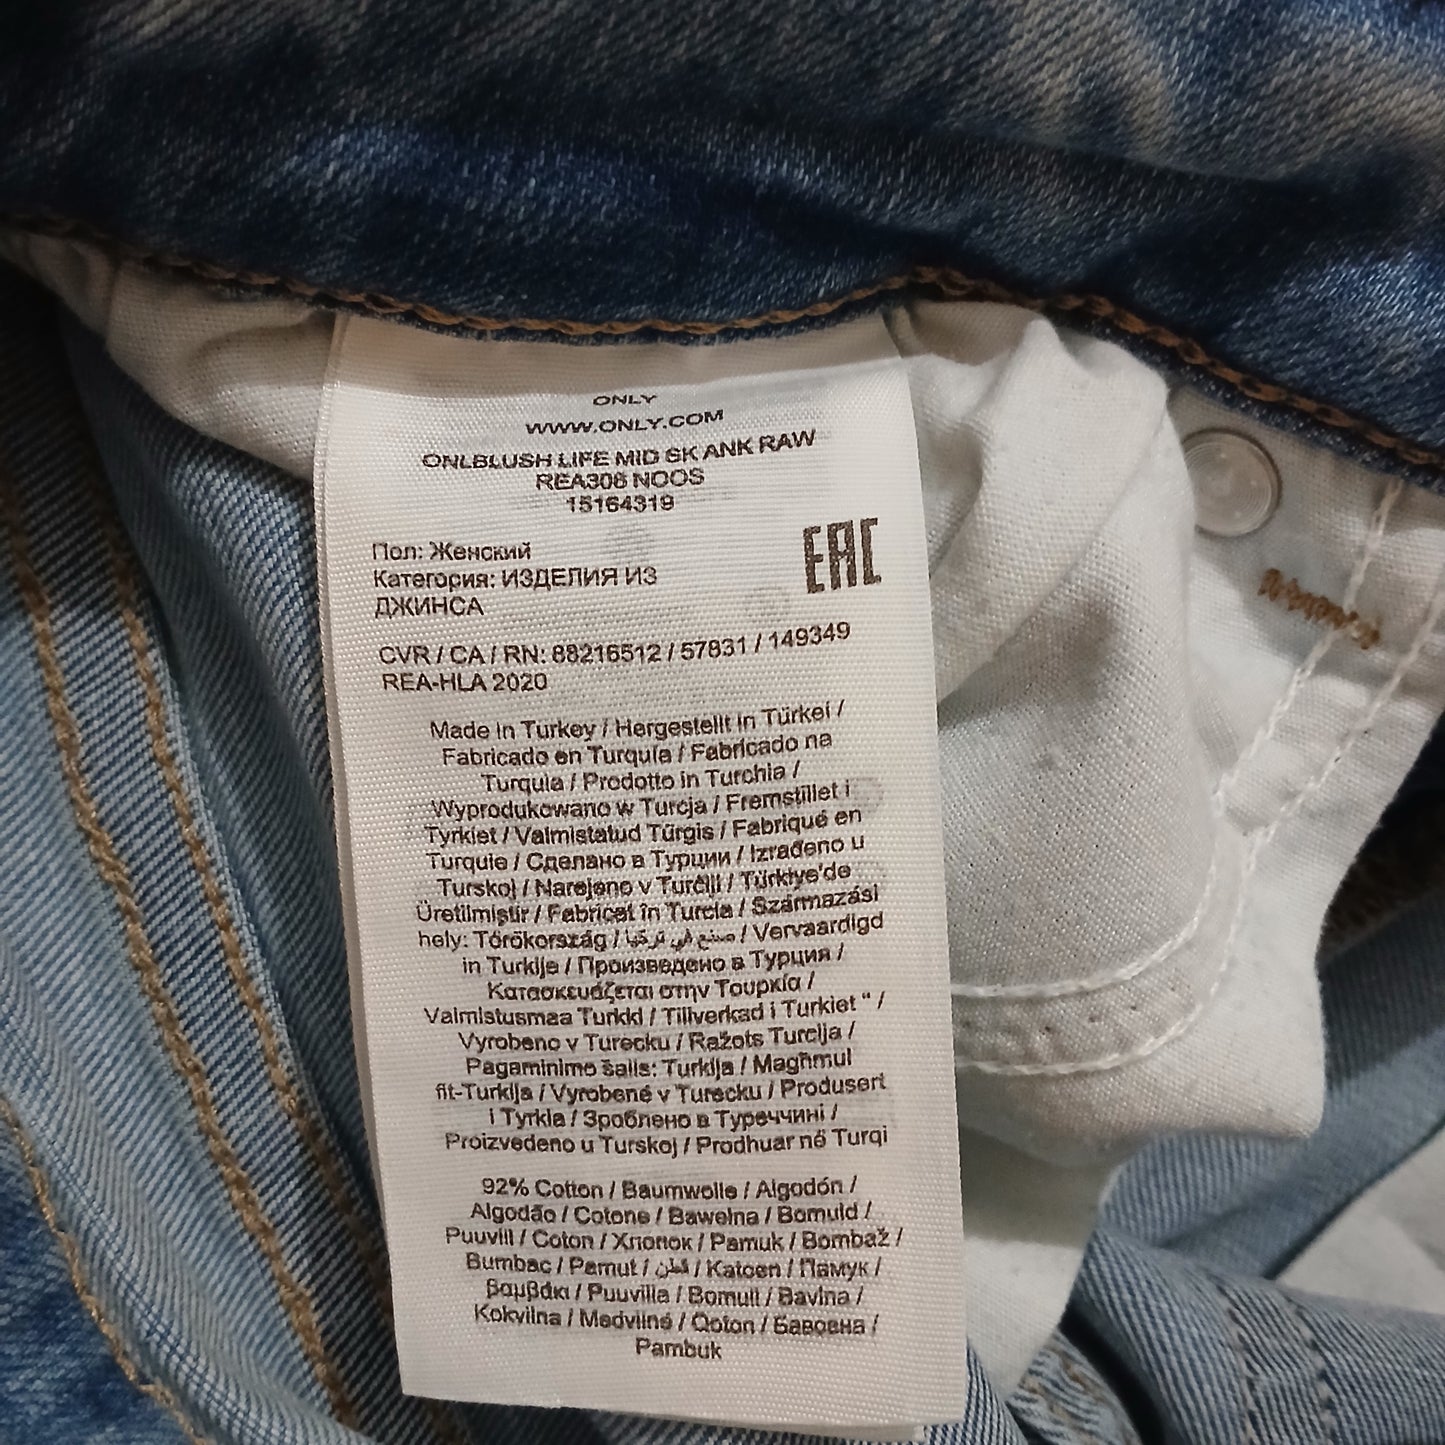 ONLY
WWW.ONLY.COM
ONLBLUSH LIFE MID SK ANK RAW
REA306 NOOS
15164319
EAC
Пол: Женский
Категория: ИЗДЕЛИЯ ИЗ
ДЖИНСА
CVR / CA / RN: 88216512 / 57831 / 149349
REA-HLA 2020
Made in Turkey / Hergestellt in Türkei /
Fabricado en Turquía / Fabricado na
Turquia / Prodotto in Turchia /
Wyprodukowano w Turcja / Fremstillet i
Tyrkiet / Valmistatud Türgis / Fabriqué en
Turquie / Сделано в Турции / Izrađeno u
Turskoj / Narejeno v Turčiji / Türkiye'de
Üretilmiştir / Fabricat în Turcia / Származási
hely: Törökország / صنع في تركيا / Vervaardigd
in Turkije / Произведено в Турция /
Κατασκευάζεται στην Τουρκία /
Valmistusmaa Turkki / Tillverkad i Turkiet " /
Vyrobeno v Turecku / Ražots Turcija /
Pagaminimo šalis: Turkija / Magħmul
fit-Turkija / Vyrobené v Turecku / Produsert
i Tyrkia / Зроблено в Туреччині /
Proizvedeno u Turskoj / Prodhuar në Turqi
92% Cotton / Baumwolle / Algodón /
Algodão / Cotone / Bawełna / Bomuld /
Puuvill / Coton / Хлопок / Pamuk / Bombaž /
Bumbac / Pamut / قطن / Katoen / Памук /
βαμβάκι / Puuvilla / Bomull / Bavlna /
Kokvilna / Medvilnė / Qoton / Бавовна /
Pambuk